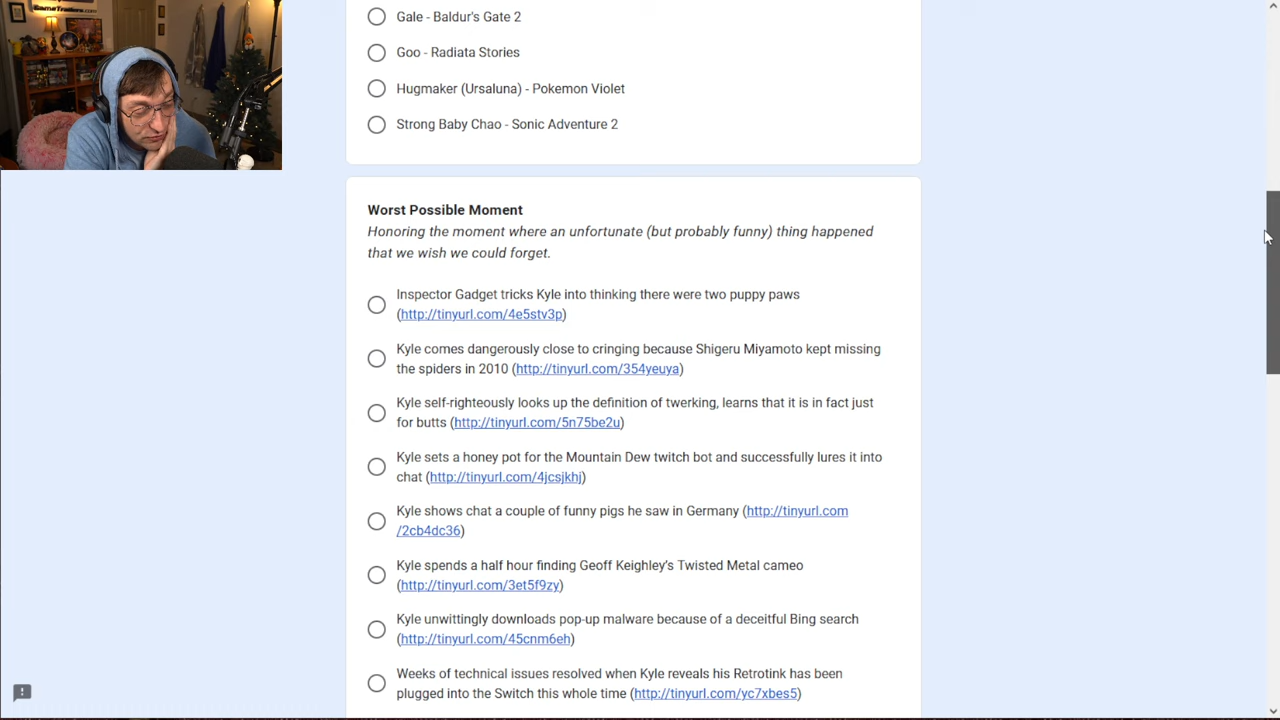 GameTrailers
Gale - Baldur's Gate 2
Goo - Radiata Stories
Hugmaker (Ursaluna) - Pokemon Violet
Strong Baby Chao - Sonic Adventure 2
Worst Possible Moment
Honoring the moment where an unfortunate (but probably funny) thing happened
that we wish we could forget.
Inspector Gadget tricks Kyle into thinking there were two puppy paws
(http://tinyurl.com/4e5stv3p)
Kyle comes dangerously close to cringing because Shigeru Miyamoto kept missing
the spiders in 2010 (http://tinyurl.com/354yeuya)
Kyle self-righteously looks up the definition of twerking, learns that it is in fact just
for butts (http://tinyurl.com/5n75be2u)
Kyle sets a honey pot for the Mountain Dew twitch bot and successfully lures it into
chat (http://tinyurl.com/4jcsjkhj)
Kyle shows chat a couple of funny pigs he saw in Germany (http://tinyurl.com
/2cb4dc36)
Kyle spends a half hour finding Geoff Keighley's Twisted Metal cameo
(http://tinyurl.com/3et5f9zy)
Kyle unwittingly downloads pop-up malware because of a deceitful Bing search
(http://tinyurl.com/45cnm6eh)
Weeks of technical issues resolved when Kyle reveals his Retrotink has been
plugged into the Switch this whole time (http://tinyurl.com/yc7xbes5)